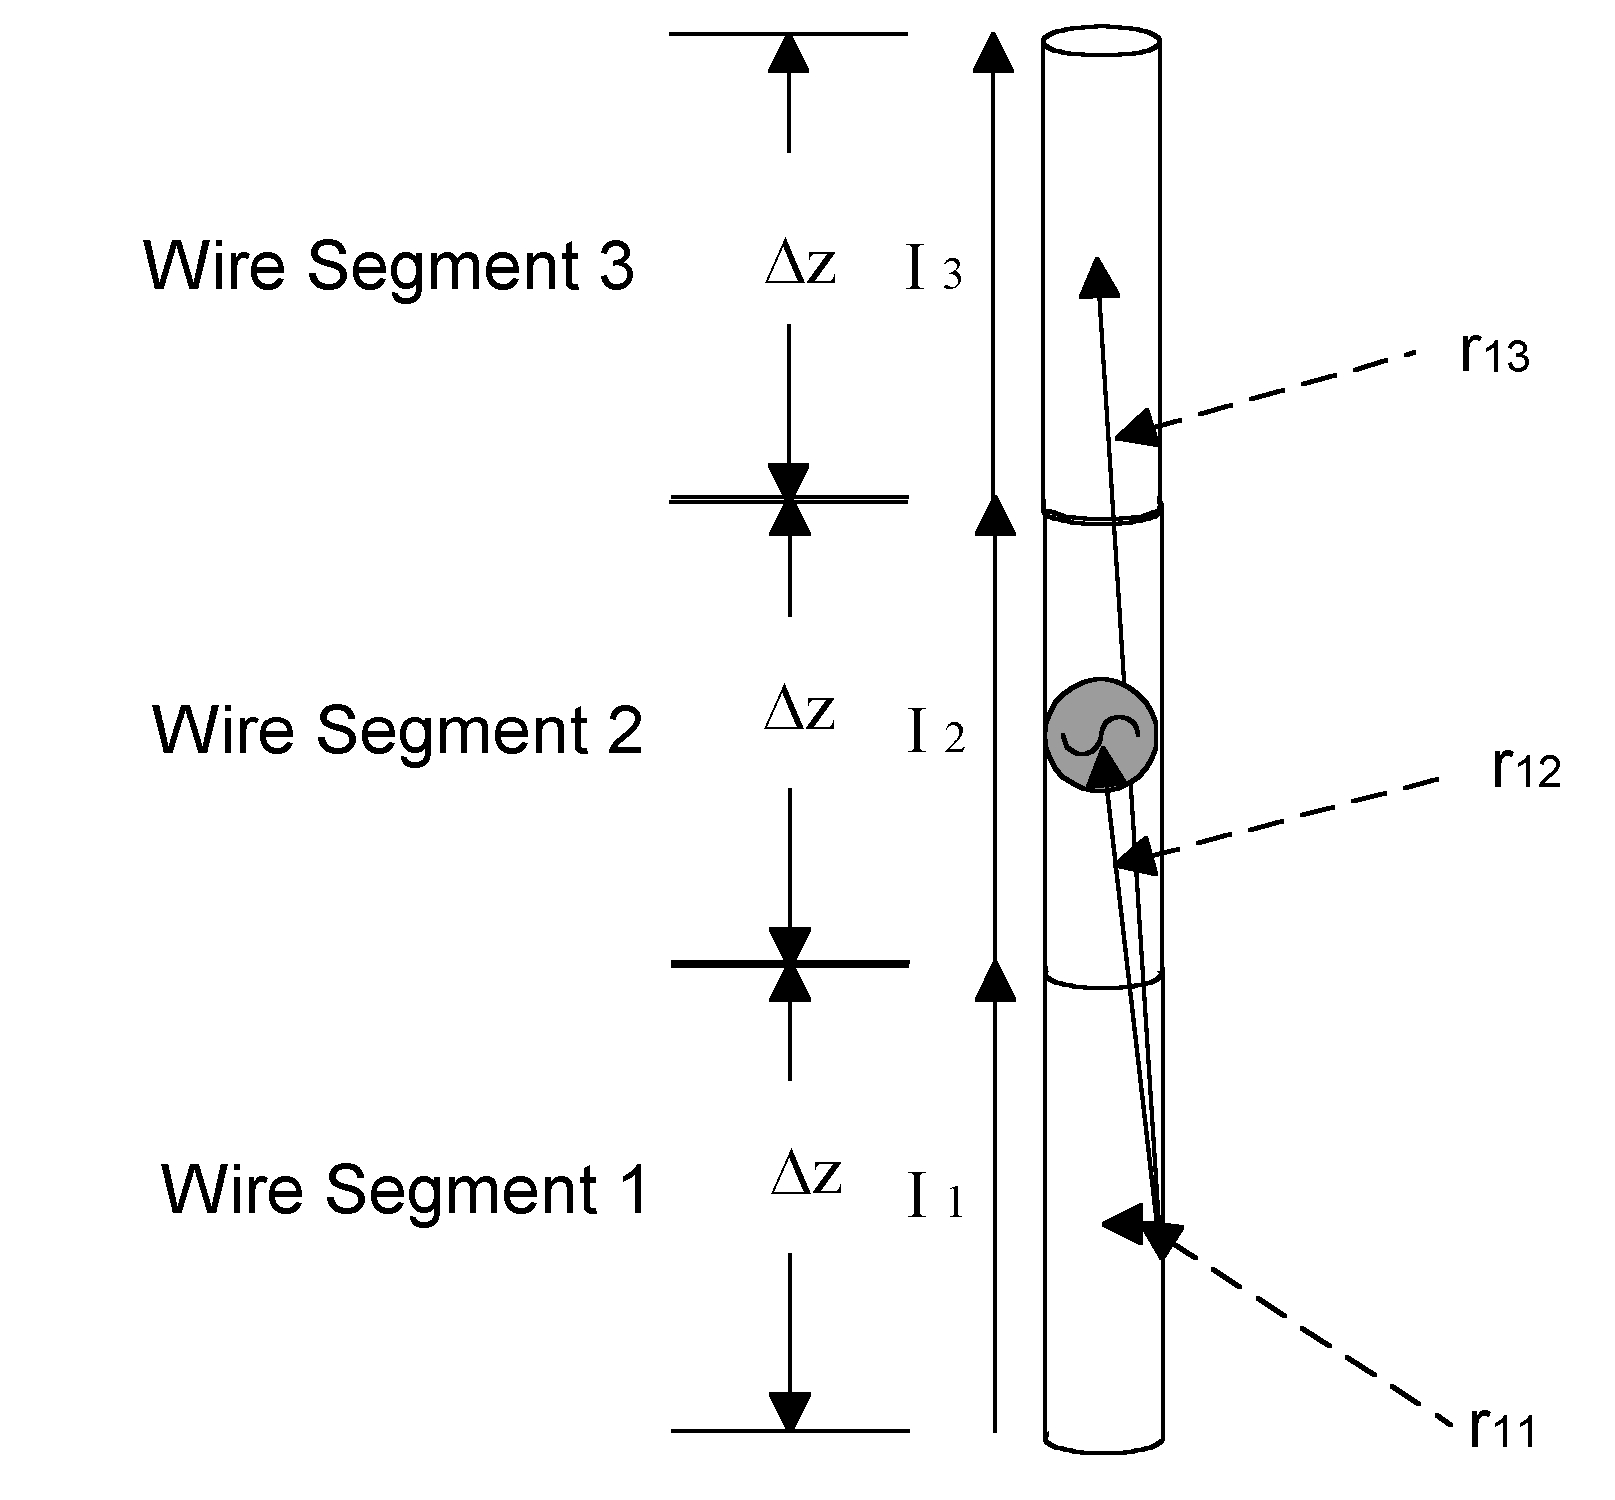 Wire Segment 3 Δz I 3
r13
Wire Segment 2 Δz I 2
r12
Wire Segment 1 Δz I 1
r11